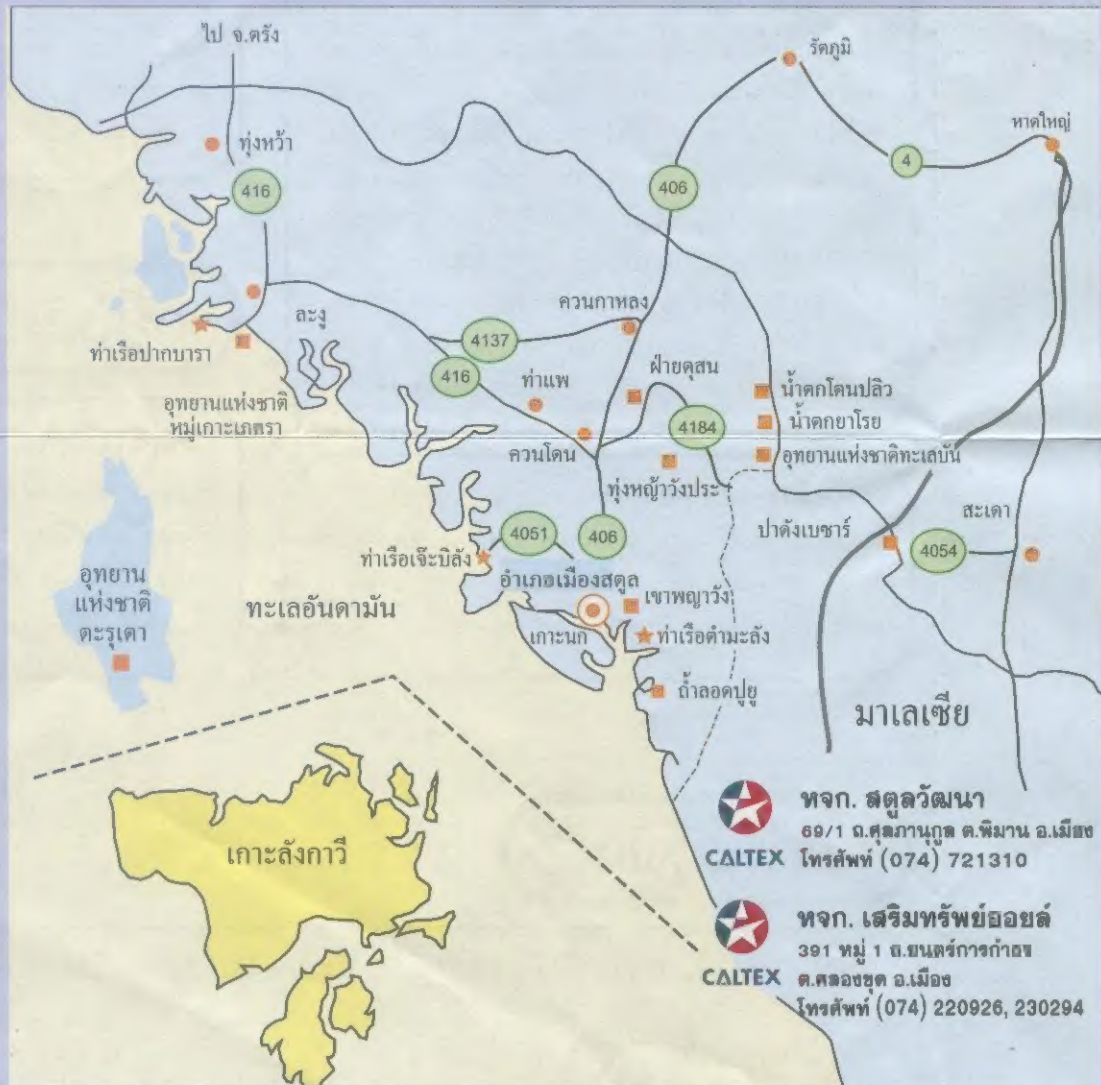 ไป จ.ตรัง
รัตภูมิ
หาดใหญ่
ทุ่งหว้า
4
416
406
ควนกาหลง
ละงู
4137
ท่าเรือปากบารา
ฝ่ายดุสน
416
ท่าแพ
น้ำตกโตนปลิว
อุทยานแห่งชาติ
หมู่เกาะเภตรา
น้ำตกยาโรย
4184
ควนโดน
อุทยานแห่งชาติทะเลบัน
ทุ่งหญ้าวังประ
สะเดา
ปาดังเบซาร์
4051
406
4054
ท่าเรือเจ๊ะบิลัง
อุทยาน
แห่งชาติ
ตะรุเตา
อำเภอเมืองสตูล
ทะเลอันดามัน
เขาพญาวัง
เกาะนก
ท่าเรือตำมะลัง
ถ้ำลอดปูยู
มาเลเซีย
เกาะลังกาวี
CALTEX
หจก. สตูลวัฒนา
69/1 ถ.ศุลกานุกูล ต.พิมาน อ.เมือง
โทรศัพท์ (074) 721310
CALTEX
หจก. เสริมทรัพย์ออยล์
391 หมู่ 1 ถ.ยนตร์การกำธร
ต.คลองขุด อ.เมือง
โทรศัพท์ (074) 220926, 230294